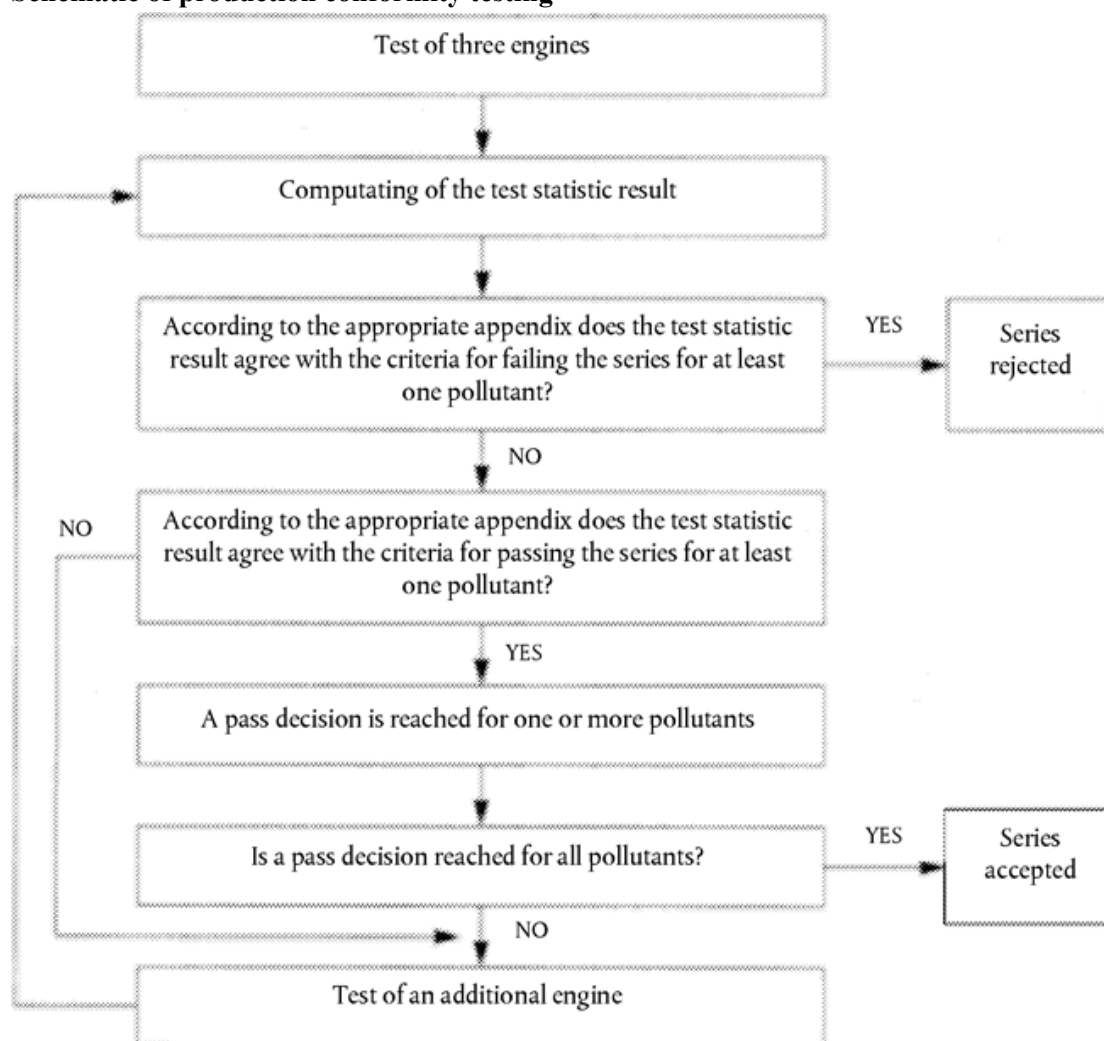 Schematic of production conformity testing
Test of three engines
Computating of the test statistic result
According to the appropriate appendix does the test statistic
result agree with the criteria for failing the series for at least
one pollutant?
YES
Series
rejected
NO
According to the appropriate appendix does the test statistic
result agree with the criteria for passing the series for at least
one pollutant?
NO
YES
A pass decision is reached for one or more pollutants
Is a pass decision reached for all pollutants?
YES
Series
accepted
NO
Test of an additional engine